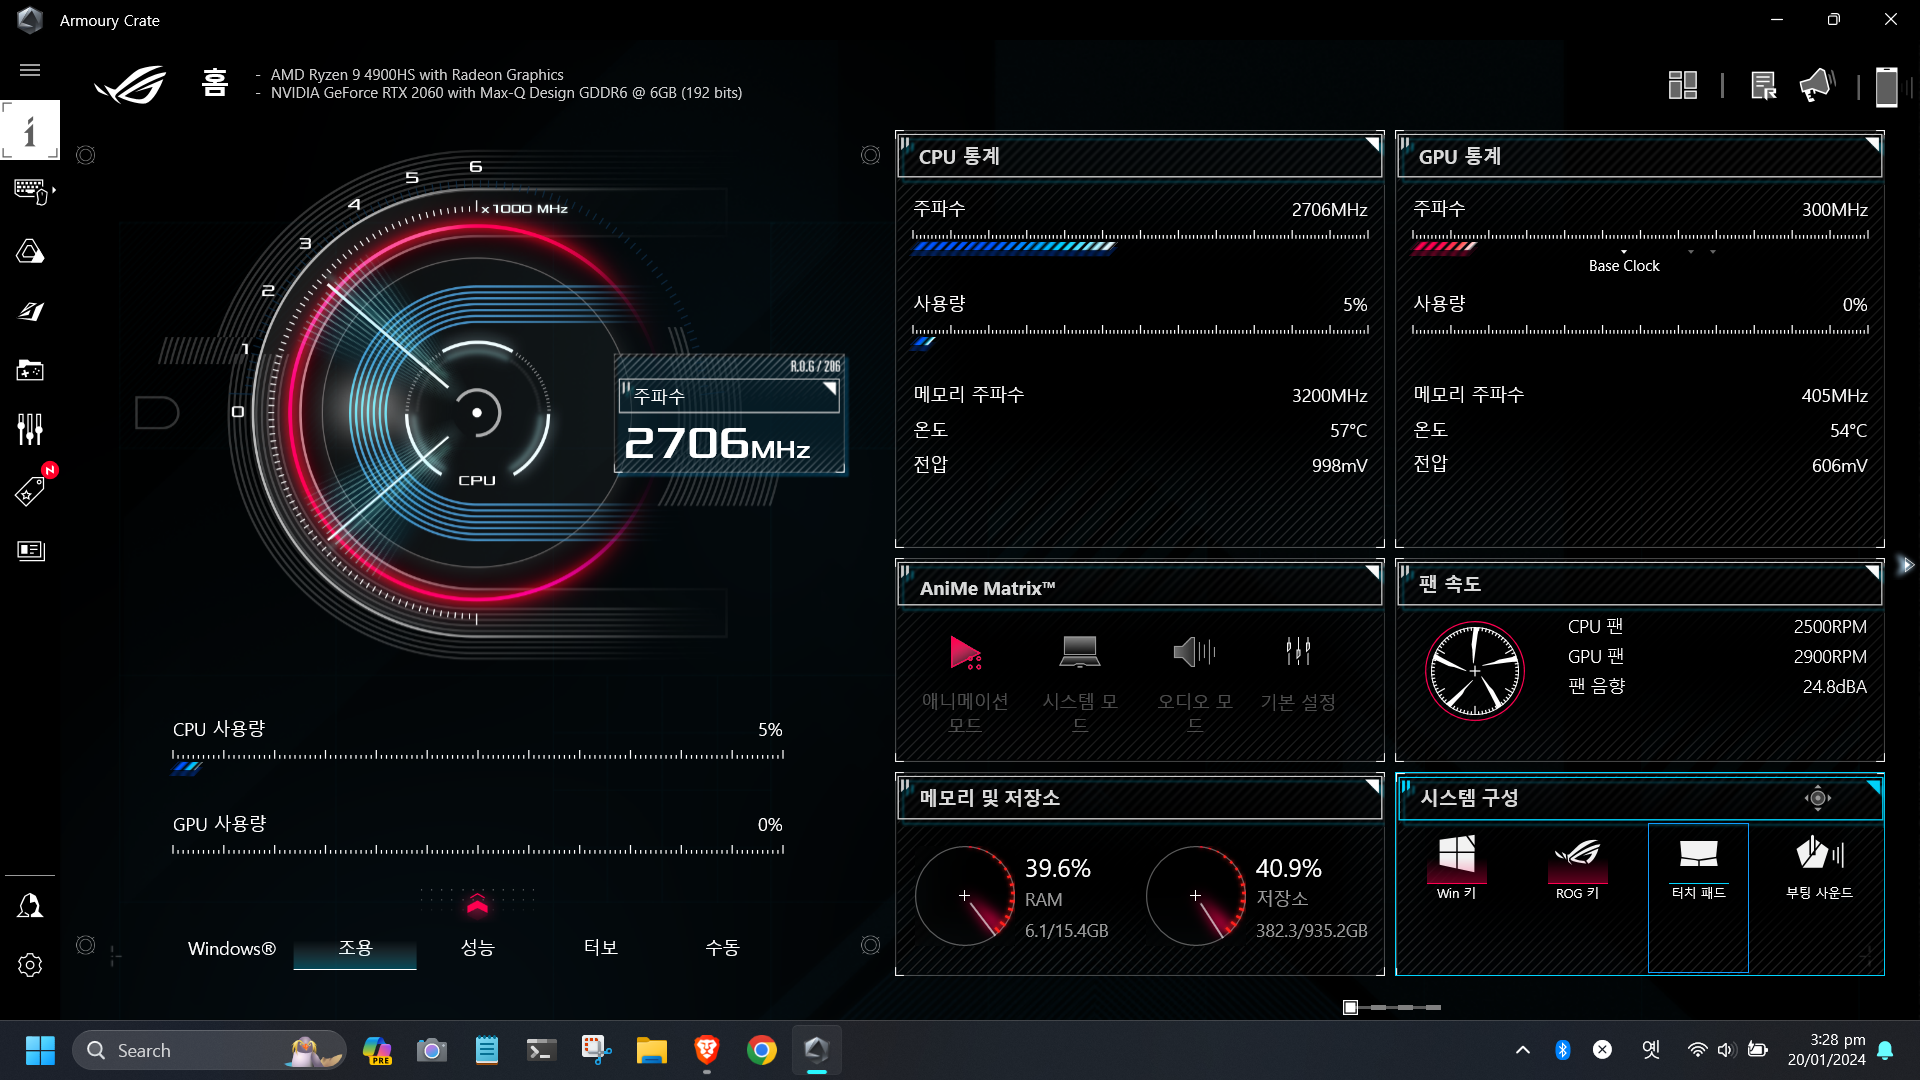 Armoury Crate
홈
- AMD Ryzen 9 4900HS with Radeon Graphics
- NVIDIA GeForce RTX 2060 with Max-Q Design GDDR6 @ 6GB (192 bits)
6
5
4
3
2
1
0
x1000 MHz
R.O.G / 286
주파수
2706MHz
CPU
CPU 사용량 5%
GPU 사용량 0%
Windows® 조용 성능 터보 수동
CPU 통계
주파수 2706MHz
사용량 5%
메모리 주파수 3200MHz
온도 57°C
전압 998mV
GPU 통계
주파수 300MHz
Base Clock
사용량 0%
메모리 주파수 405MHz
온도 54°C
전압 606mV
AniMe Matrix™
애니메이션
모드
시스템 모
드
오디오 모
드
기본 설정
팬 속도
CPU 팬 2500RPM
GPU 팬 2900RPM
팬 음향 24.8dBA
메모리 및 저장소
39.6%
RAM
6.1/15.4GB
40.9%
저장소
382.3/935.2GB
시스템 구성
Win 키
ROG 키
터치 패드
부팅 사운드
N
Search
PRE
옛
3:28 pm
20/01/2024